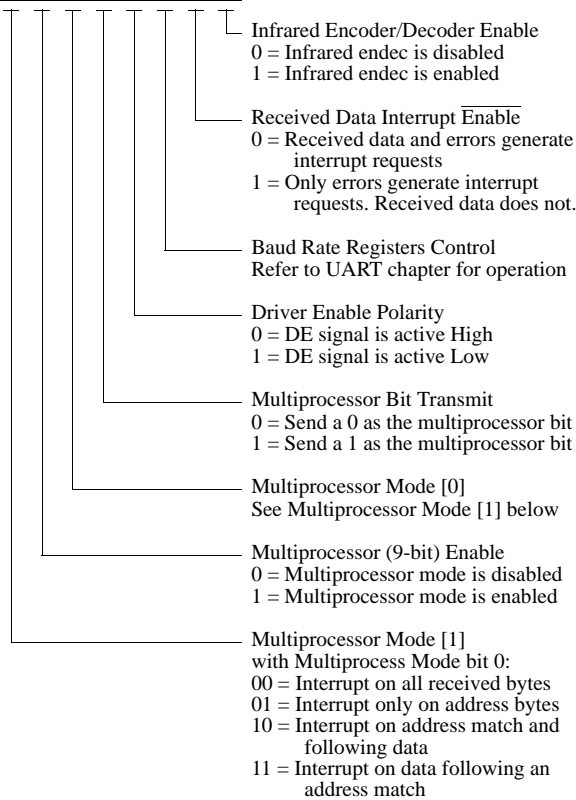 Infrared Encoder/Decoder Enable
0 = Infrared endec is disabled
1 = Infrared endec is enabled
Received Data Interrupt Enable
0 = Received data and errors generate
interrupt requests
1 = Only errors generate interrupt
requests. Received data does not.
Baud Rate Registers Control
Refer to UART chapter for operation
Driver Enable Polarity
0 = DE signal is active High
1 = DE signal is active Low
Multiprocessor Bit Transmit
0 = Send a 0 as the multiprocessor bit
1 = Send a 1 as the multiprocessor bit
Multiprocessor Mode [0]
See Multiprocessor Mode [1] below
Multiprocessor (9-bit) Enable
0 = Multiprocessor mode is disabled
1 = Multiprocessor mode is enabled
Multiprocessor Mode [1]
with Multiprocess Mode bit 0:
00 = Interrupt on all received bytes
01 = Interrupt only on address bytes
10 = Interrupt on address match and
following data
11 = Interrupt on data following an
address match